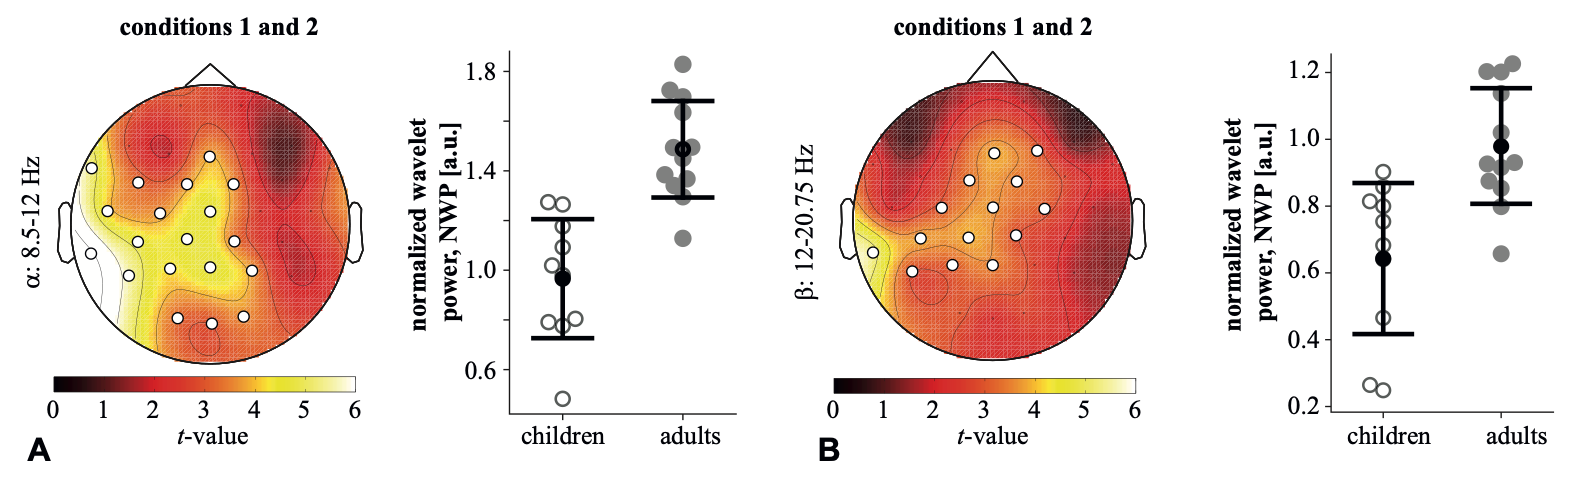 conditions 1 and 2
α: 8.5-12 Hz
0 1 2 3 4 5 6
t-value
A
normalized wavelet
power, NWP [a.u.]
1.8
1.4
1.0
0.6
children adults
conditions 1 and 2
β: 12-20.75 Hz
0 1 2 3 4 5 6
t-value
B
normalized wavelet
power, NWP [a.u.]
1.2
1.0
0.8
0.6
0.4
0.2
children adults